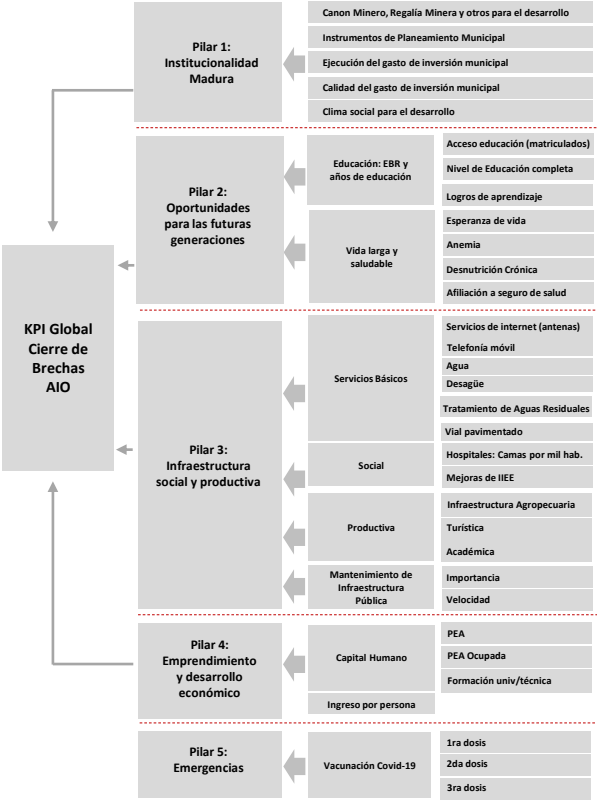 KPI Global
Cierre de
Brechas
AIO
Pilar 1:
Institucionalidad
Madura
Canon Minero, Regalía Minera y otros para el desarrollo
Instrumentos de Planeamiento Municipal
Ejecución del gasto de inversión municipal
Calidad del gasto de inversión municipal
Clima social para el desarrollo
Pilar 2:
Oportunidades
para las futuras
generaciones
Educación: EBR y
años de educación
Acceso educación (matriculados)
Nivel de Educación completa
Logros de aprendizaje
Vida larga y
saludable
Esperanza de vida
Anemia
Desnutrición Crónica
Afiliación a seguro de salud
Pilar 3:
Infraestructura
social y productiva
Servicios Básicos
Servicios de internet (antenas)
Telefonía móvil
Agua
Desagüe
Tratamiento de Aguas Residuales
Vial pavimentado
Social
Hospitales: Camas por mil hab.
Mejoras de IIEE
Productiva
Infraestructura Agropecuaria
Turística
Académica
Mantenimiento de
Infraestructura
Pública
Importancia
Velocidad
Pilar 4:
Emprendimiento
y desarrollo
económico
Capital Humano
PEA
PEA Ocupada
Formación univ/técnica
Ingreso por persona
Pilar 5:
Emergencias
Vacunación Covid-19
1ra dosis
2da dosis
3ra dosis